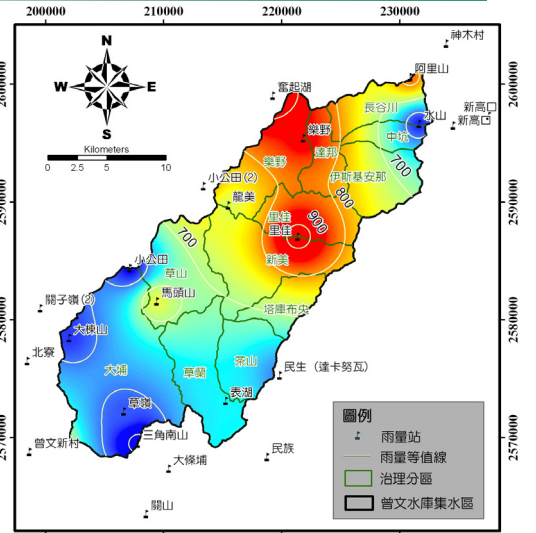 200000 210000 220000 230000
神木村
N
W E
S
阿里山
奮起湖
2600000 2600000
長谷川
新高口
水山
新高
Kilometers
0 2.5 5 10
樂野
達邦
中坑
樂野
700
伊斯基安那
小公田(2)
龍美
800
2590000 2590000
里佳
900
里佳
700
新美
小公田
草山
馬頭山
關子嶺(2)
塔庫布央
2580000 2580000
大棟山
北寮
茶山
民生（達卡努瓦）
大埔
草蘭
表湖
草嶺
圖例
雨量站
三角南山
曾文新村
民族
雨量等值線
2570000 2570000
大條埔
治理分區
關山
曾文水庫集水區